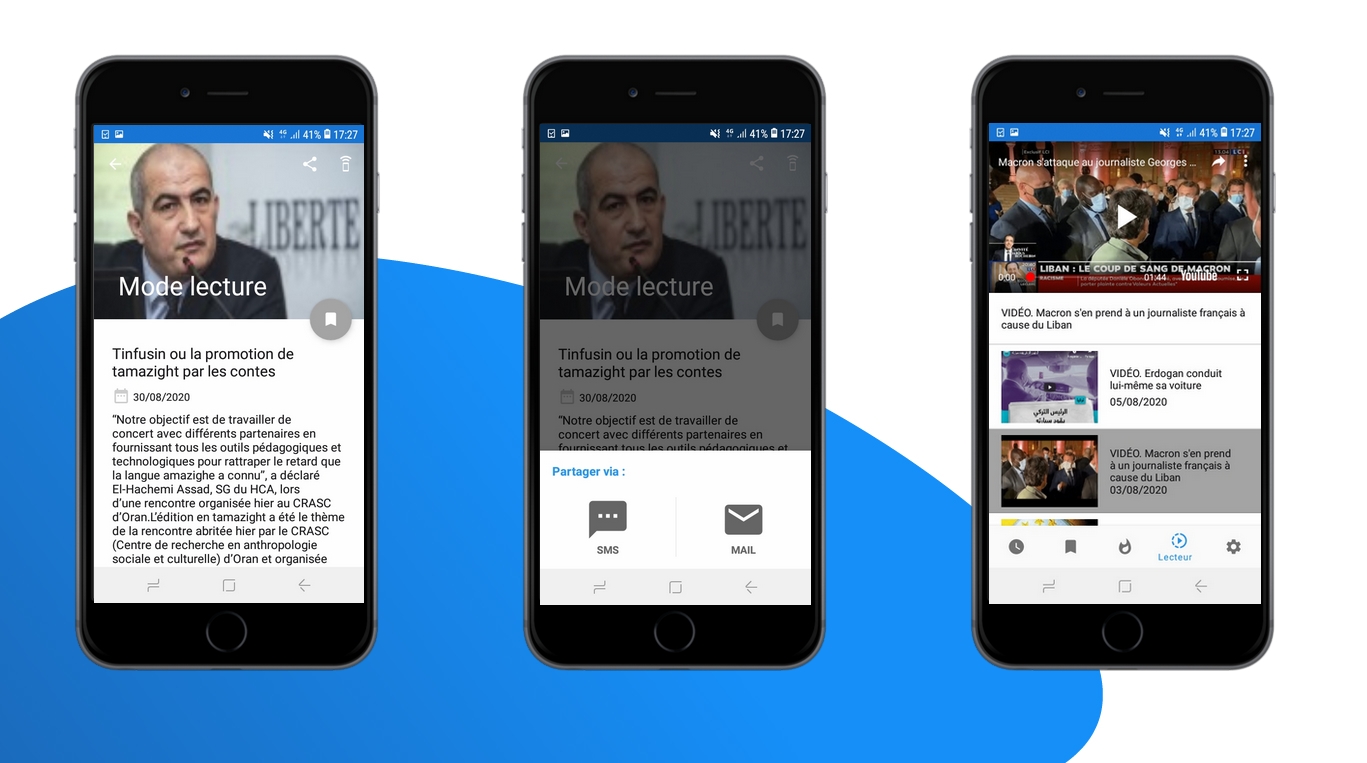 41% 17:27
LIBERTE
Mode lecture
Tinfusin ou la promotion de
tamazight par les contes
30/08/2020
“Notre objectif est de travailler de
concert avec différents partenaires en
fournissant tous les outils pédagogiques et
technologiques pour rattraper le retard que
la langue amazighe a connu”, a déclaré
El-Hachemi Assad, SG du HCA, lors
d’une rencontre organisée hier au CRASC
d’Oran.L’édition en tamazight a été le thème
de la rencontre abritée hier par le CRASC
(Centre de recherche en anthropologie
sociale et culturelle) d’Oran et organisée
4G 41% 17:27
LIBERTE
Mode lecture
Tinfusin ou la promotion de
tamazight par les contes
30/08/2020
“Notre objectif est de travailler de
concert avec différents partenaires en
fournissant tous les outils pédagogiques et
Partager via :
SMS
MAIL
41% 17:27
Macron s'attaque au journaliste Georges ...
LIBAN : LE COUP DE SANG DE MACRON
0:00
01:44
YouTube
VIDÉO. Macron s'en prend à un journaliste français à
cause du Liban
VIDÉO. Erdogan conduit
lui-même sa voiture
05/08/2020
الرئيس التركي
يقود سيارته
VIDÉO. Macron s'en prend
à un journaliste français à
cause du Liban
03/08/2020
Lecteur